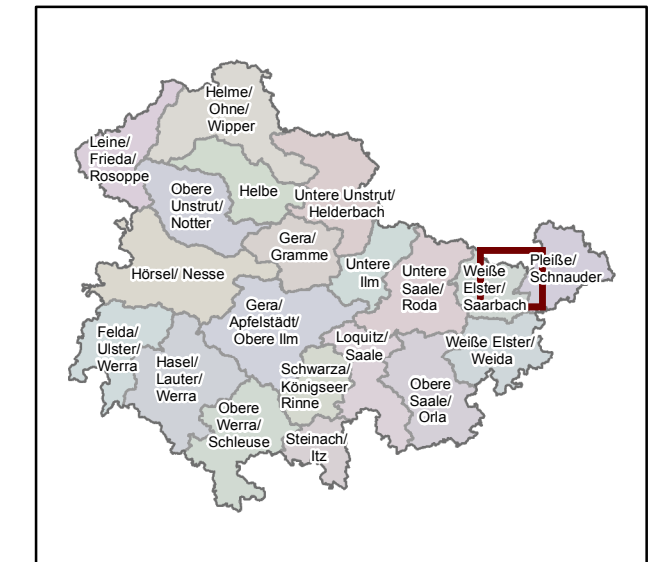 Helme/
Ohne/
Wipper
Leine/
Frieda/
Rosoppe
Obere
Unstrut/
Notter
Helbe
Untere Unstrut/
Helderbach
Gera/
Gramme
Hörsel/ Nesse
Untere
Ilm
Untere
Saale/
Roda
Weiße
Elster/
Saarbach
Pleiße/
Schnauder
Gera/
Apfelstädt/
Obere Ilm
Felda/
Ulster/
Werra
Hasel/
Lauter/
Werra
Loquitz/
Saale
Weiße Elster/
Weida
Schwarza/
Königseer
Rinne
Obere
Saale/
Orla
Obere
Werra/
Schleuse
Steinach/
Itz